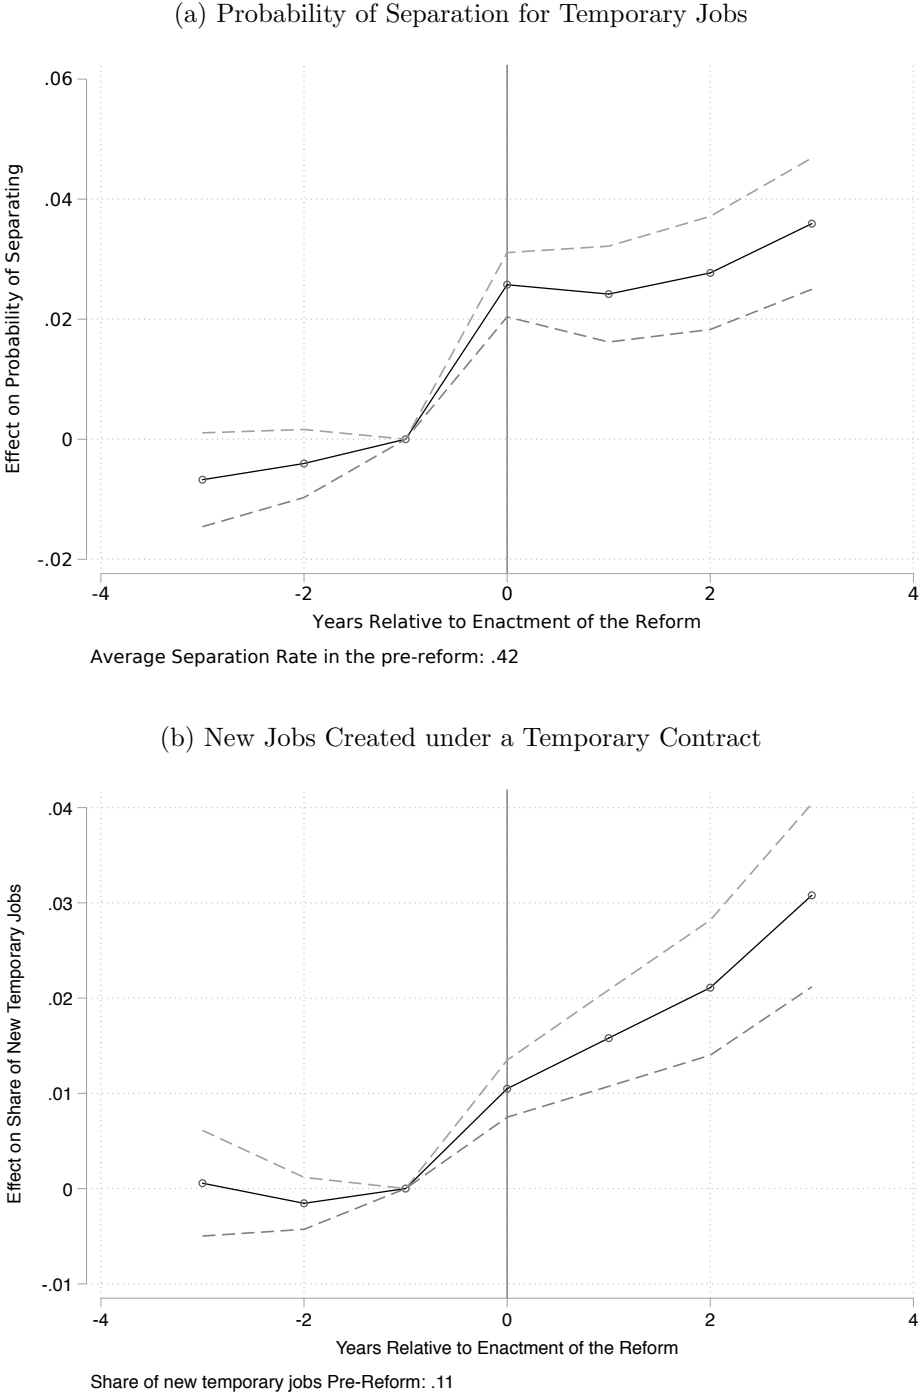 (a) Probability of Separation for Temporary Jobs
Effect on Probability of Separating
.06
.04
.02
0
-.02
-4
-2
0
2
4
Years Relative to Enactment of the Reform
Average Separation Rate in the pre-reform: .42
(b) New Jobs Created under a Temporary Contract
Effect on Share of New Temporary Jobs
.04
.03
.02
.01
0
-.01
-4
-2
0
2
4
Years Relative to Enactment of the Reform
Share of new temporary jobs Pre-Reform: .11